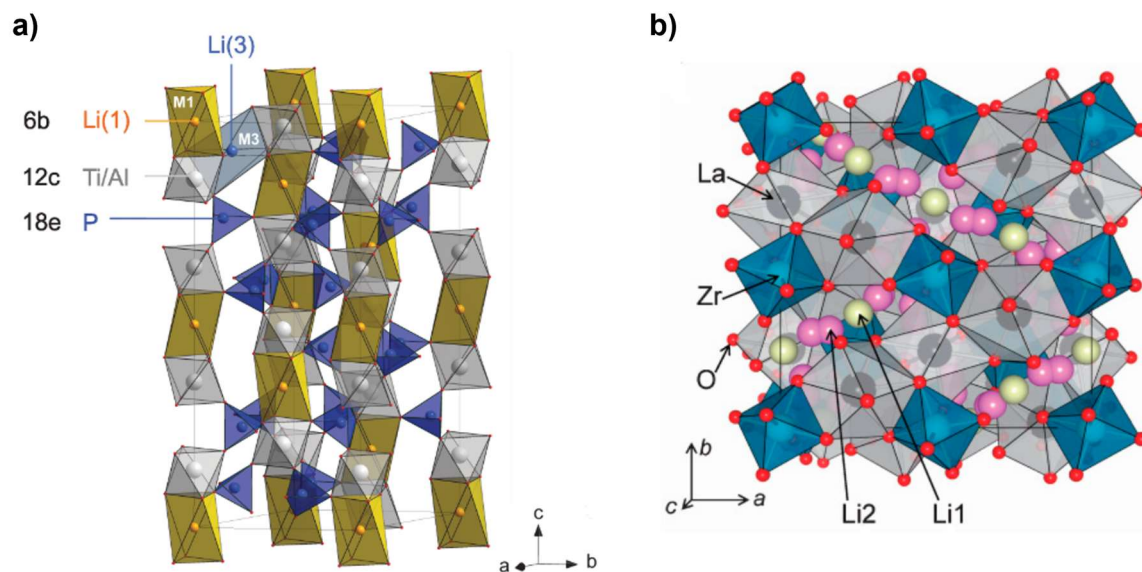 a)
Li(3)
M1
6b Li(1)
M3
12c Ti/Al
18e P
c
a b
b)
La
Zr
O
b
c a
Li2 Li1